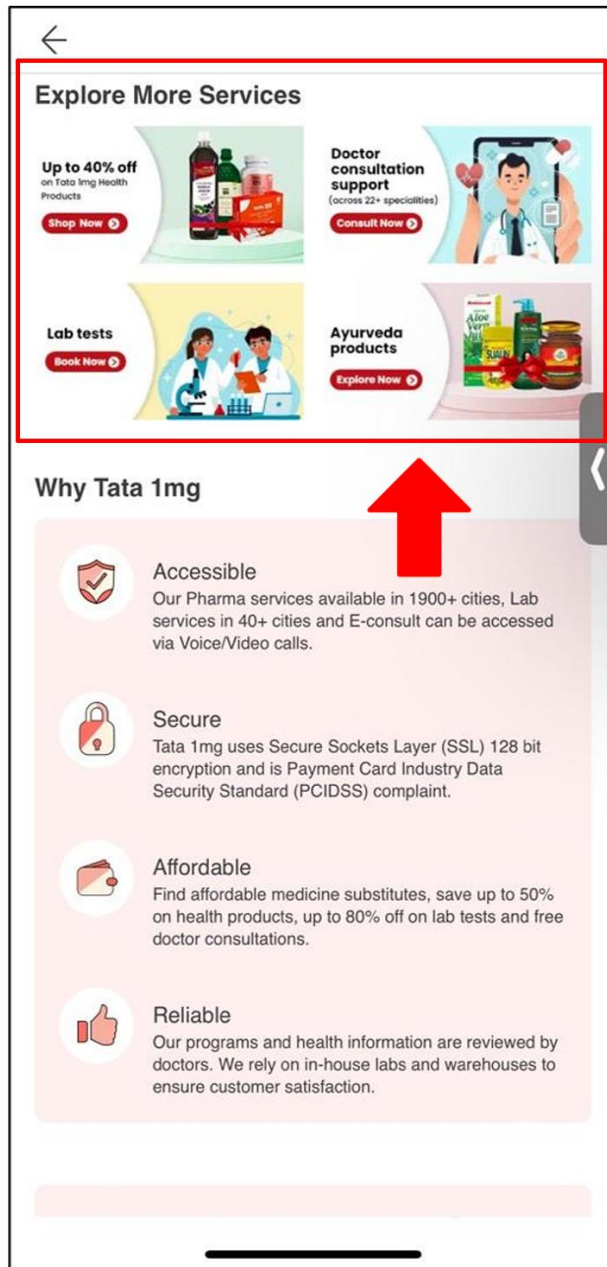 Explore More Services
Up to 40% off
on Tata 1mg Health
Products
Shop Now
Doctor
consultation
support
(across 22+ specialities)
Consult Now
Lab tests
Book Now
Ayurveda
products
Explore Now
Aloe
Vera
Why Tata 1mg
Accessible
Our Pharma services available in 1900+ cities, Lab
services in 40+ cities and E-consult can be accessed
via Voice/Video calls.
Secure
Tata 1mg uses Secure Sockets Layer (SSL) 128 bit
encryption and is Payment Card Industry Data
Security Standard (PCIDSS) complaint.
Affordable
Find affordable medicine substitutes, save up to 50%
on health products, up to 80% off on lab tests and free
doctor consultations.
Reliable
Our programs and health information are reviewed by
doctors. We rely on in-house labs and warehouses to
ensure customer satisfaction.